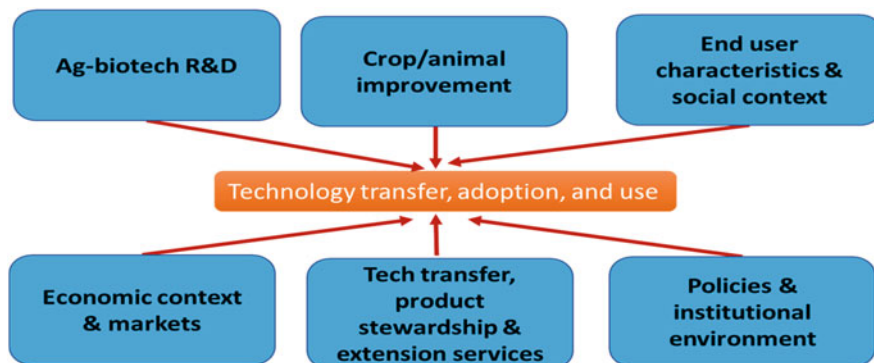 Ag-biotech R&D
Crop/animal
improvement
End user
characteristics &
social context
Technology transfer, adoption, and use
Economic context
& markets
Tech transfer,
product
stewardship &
extension services
Policies &
institutional
environment